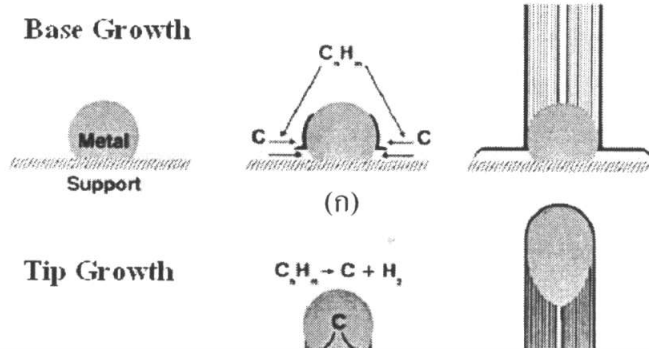 Base Growth
CₙHₘ
Metal
C
C
Support
(ก)
Tip Growth
CₙHₘ → C + H₂
C